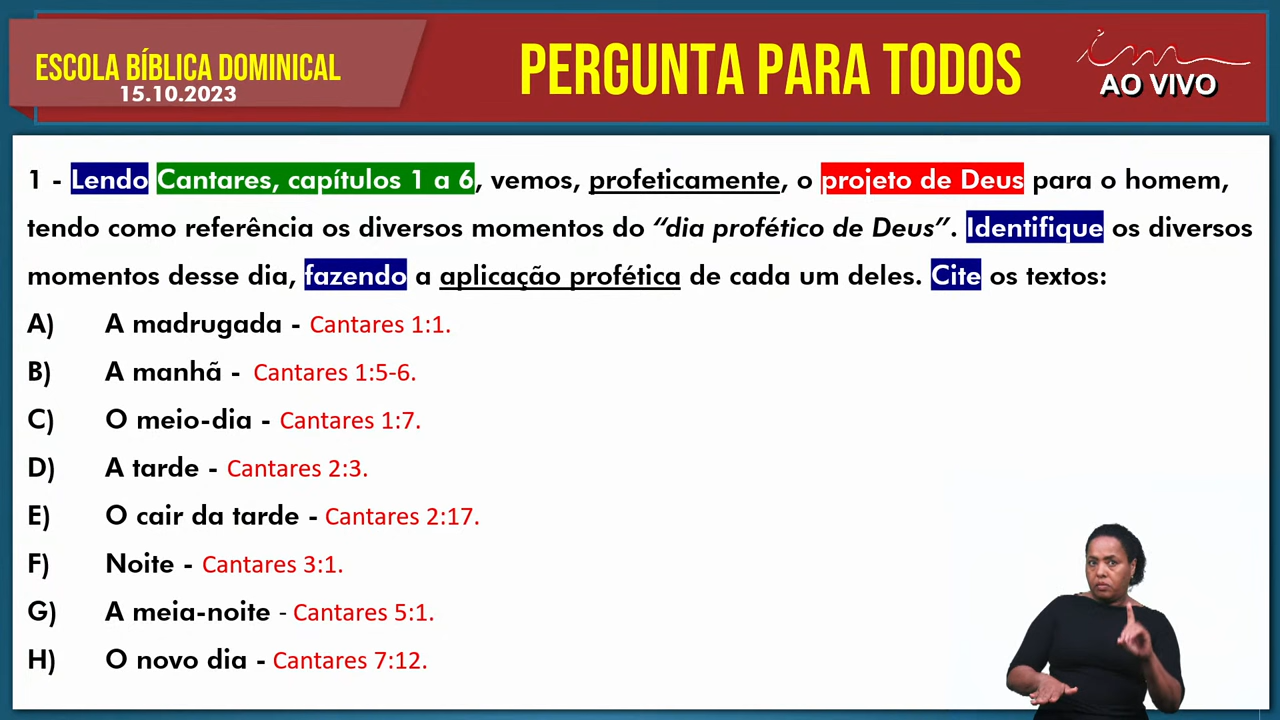 ESCOLA BÍBLICA DOMINICAL
15.10.2023
PERGUNTA PARA TODOS
im
AO VIVO
1 - Lendo Cantares, capítulos 1 a 6, vemos, profeticamente, o projeto de Deus para o homem,
tendo como referência os diversos momentos do “dia profético de Deus”. Identifique os diversos
momentos desse dia, fazendo a aplicação profética de cada um deles. Cite os textos:
A) A madrugada - Cantares 1:1.
B) A manhã - Cantares 1:5-6.
C) O meio-dia - Cantares 1:7.
D) A tarde - Cantares 2:3.
E) O cair da tarde - Cantares 2:17.
F) Noite - Cantares 3:1.
G) A meia-noite - Cantares 5:1.
H) O novo dia - Cantares 7:12.